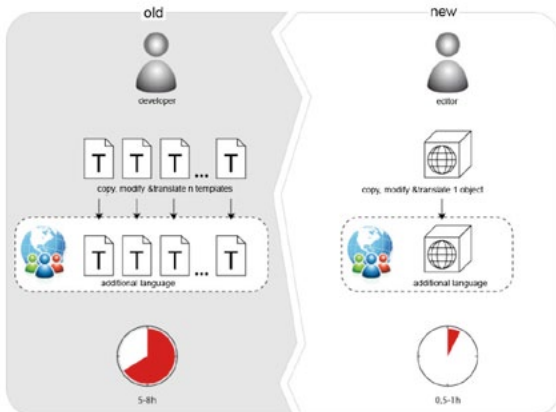 old
new
developer
editor
T T T ... T
copy, modify &translate n templates
copy, modify &translate 1 object
T T T ... T
additional language
additional language
5-8h
0,5-1h